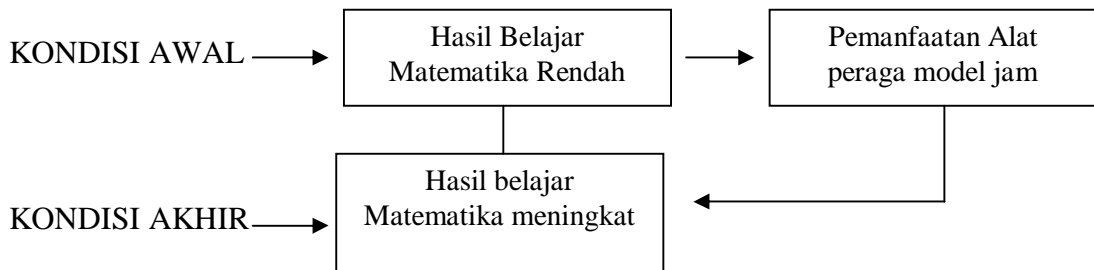 KONDISI AWAL
Hasil Belajar
Matematika Rendah
Pemanfaatan Alat
peraga model jam
KONDISI AKHIR
Hasil belajar
Matematika meningkat